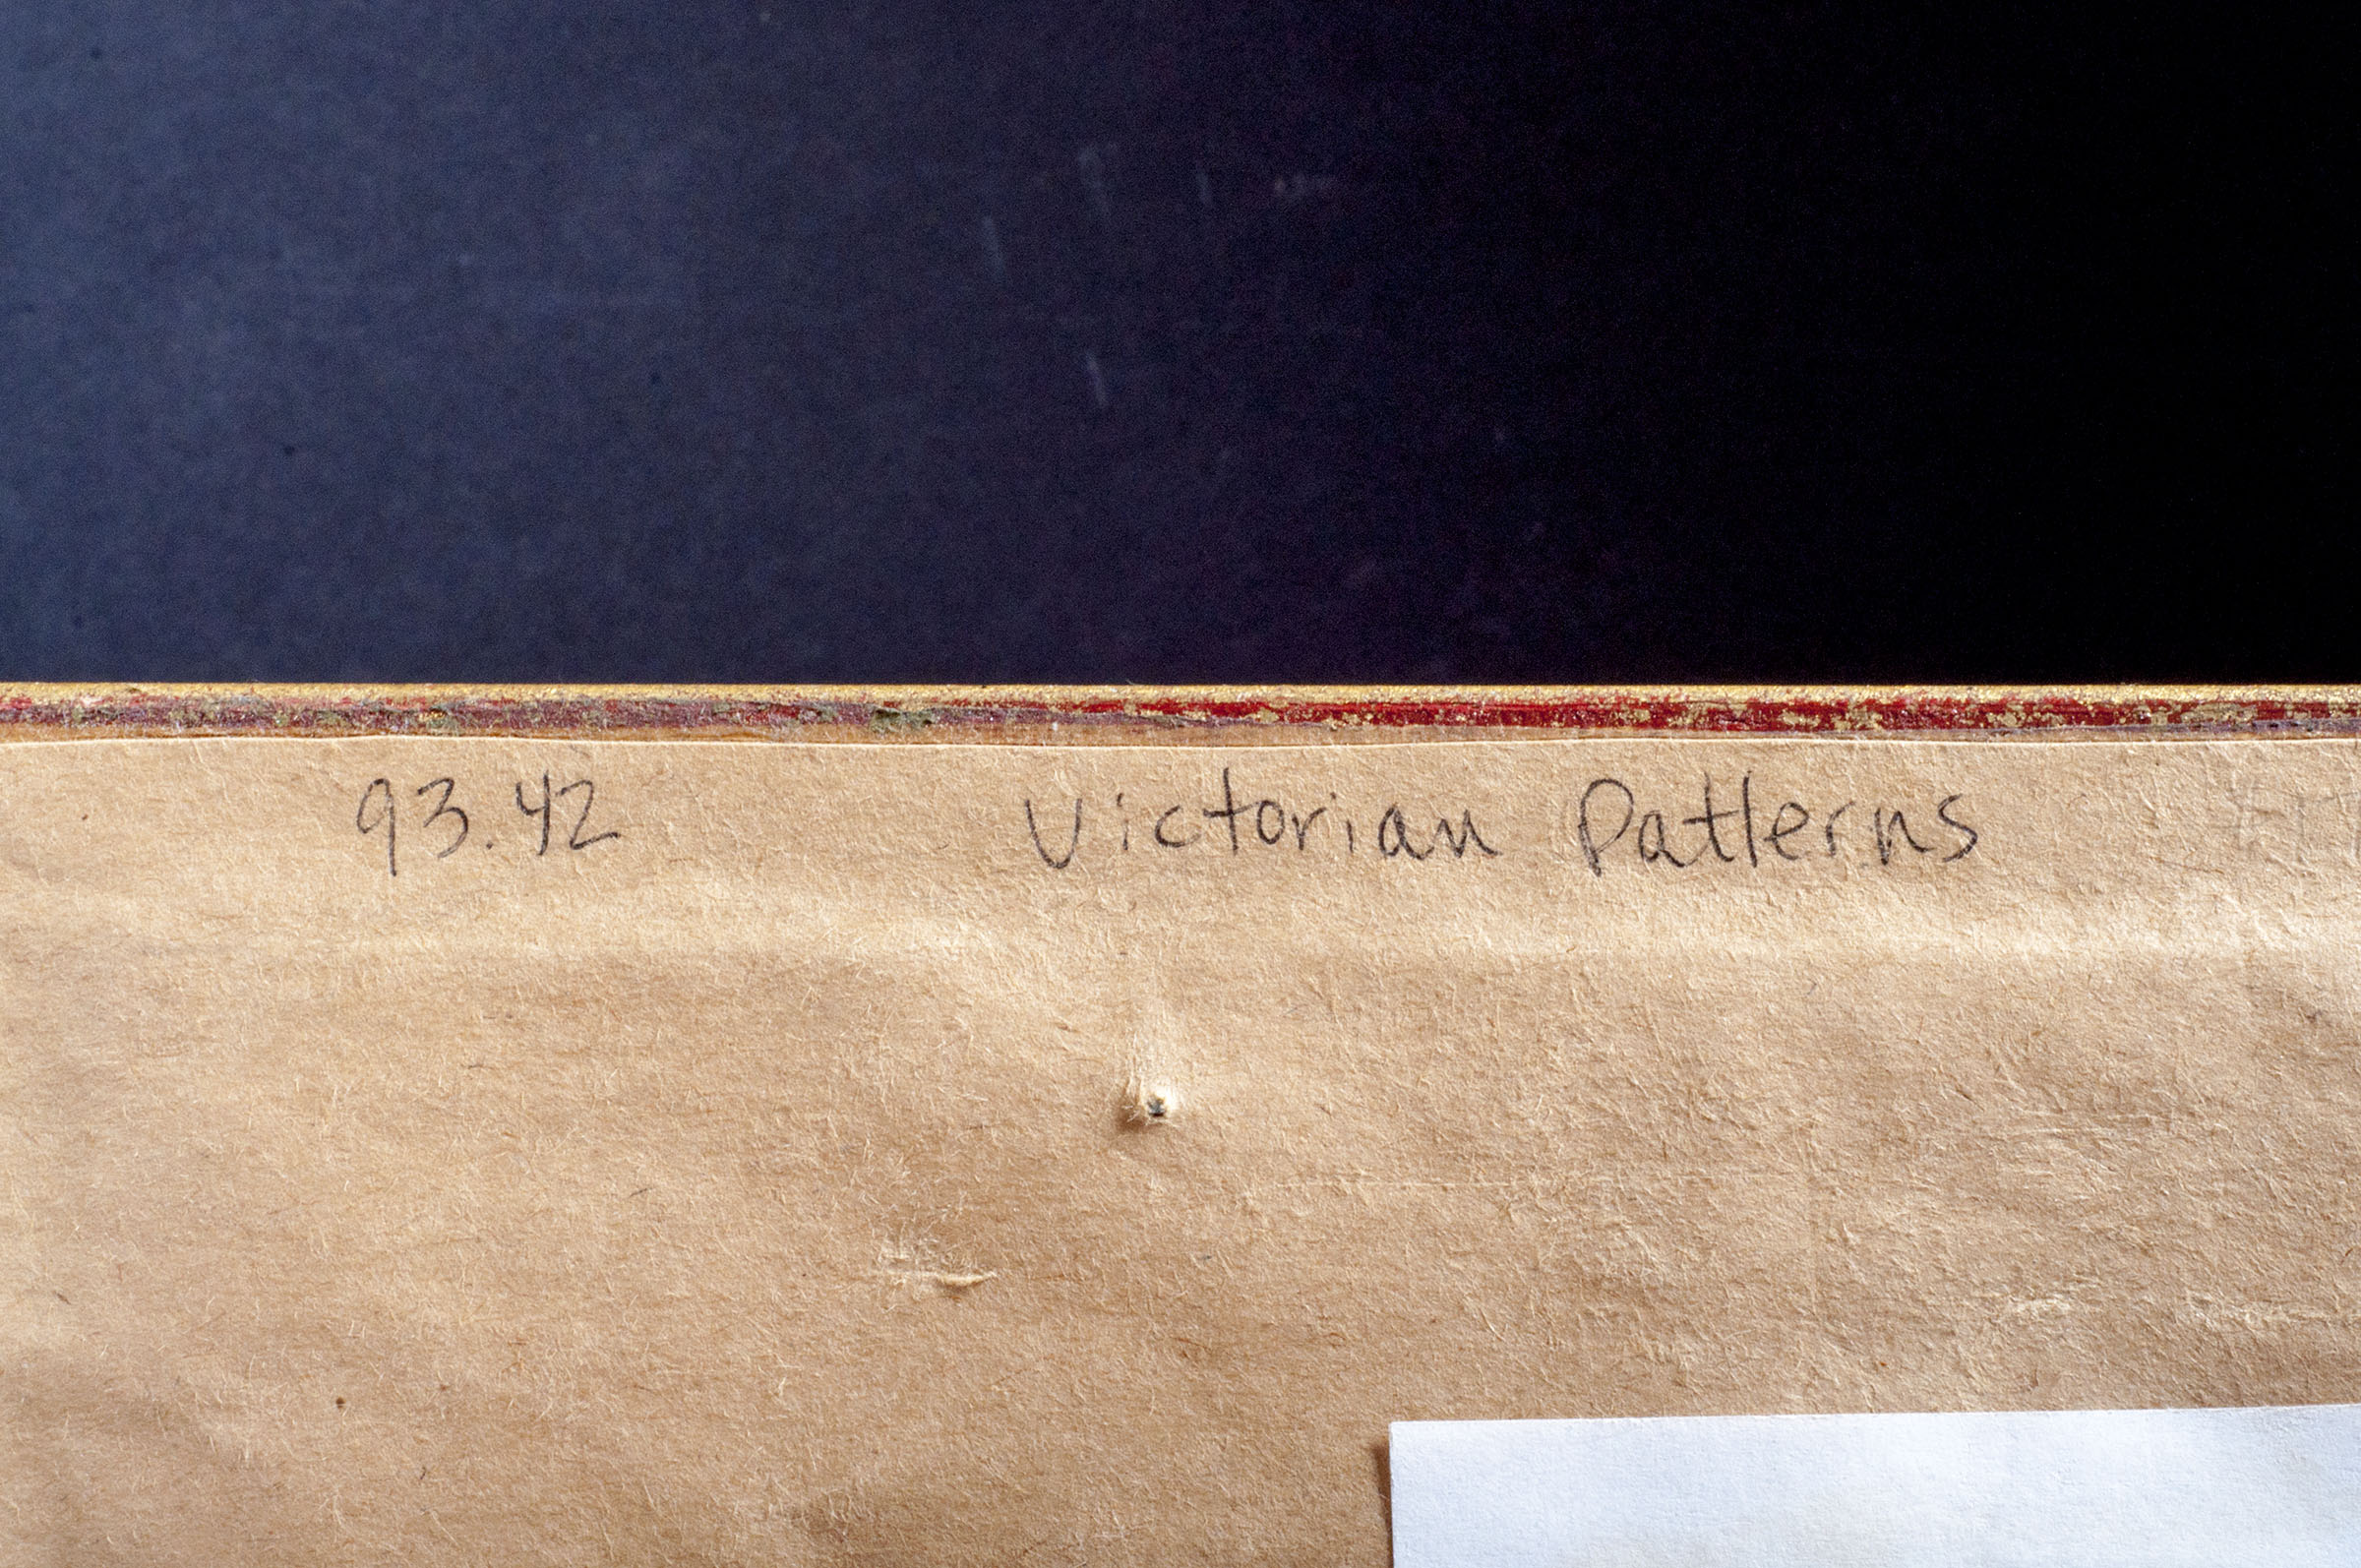 93.42 Victorian Patterns